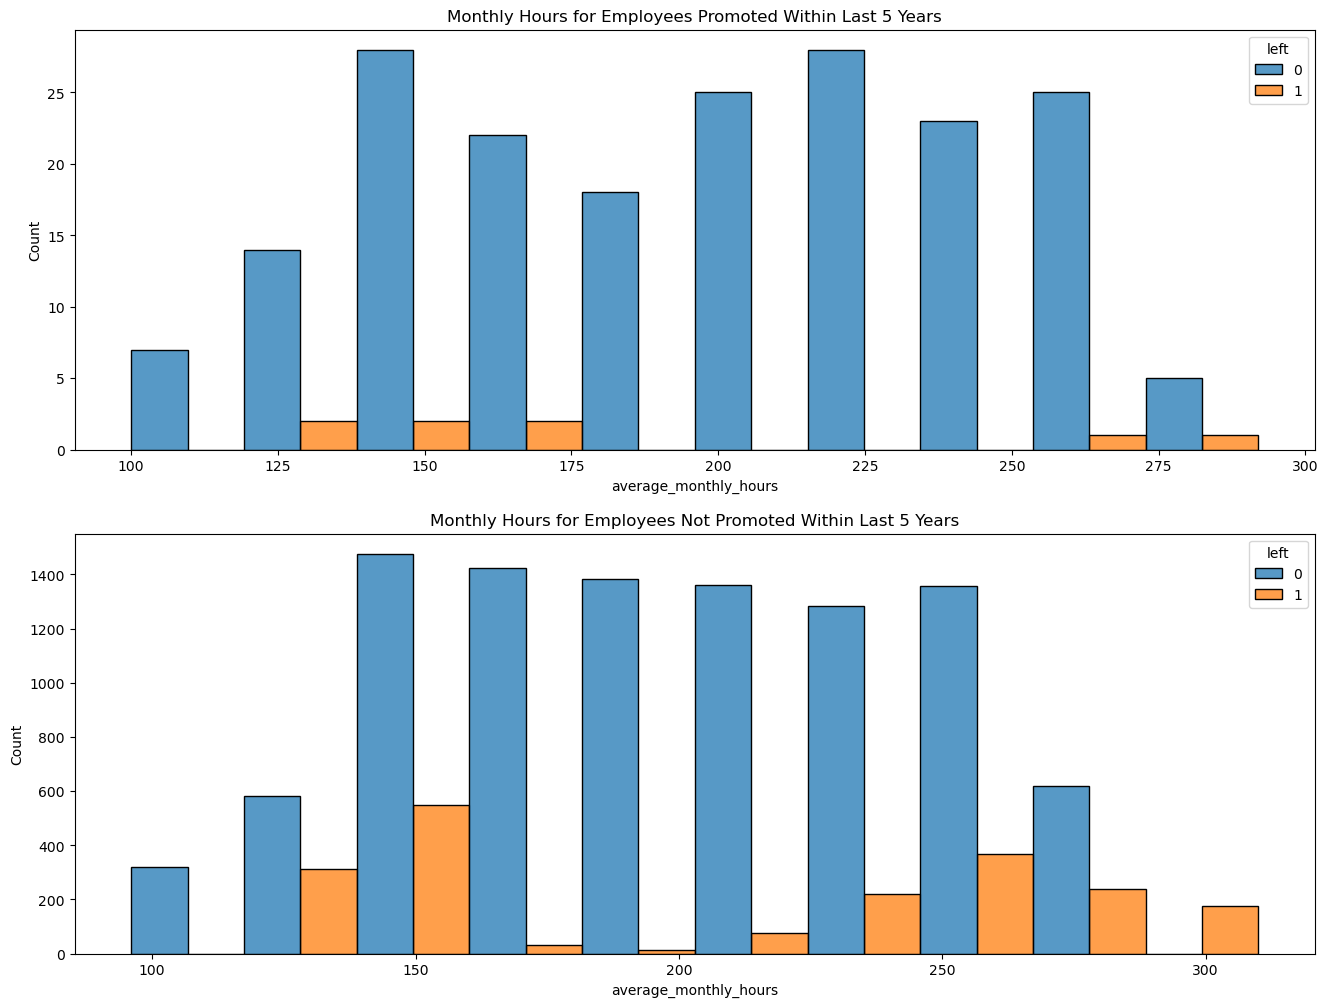 Monthly Hours for Employees Promoted Within Last 5 Years
left
0
1
25
20
15
10
5
0
Count
100 125 150 175 200 225 250 275 300
average_monthly_hours
Monthly Hours for Employees Not Promoted Within Last 5 Years
left
0
1
1400
1200
1000
800
600
400
200
0
Count
100 150 200 250 300
average_monthly_hours